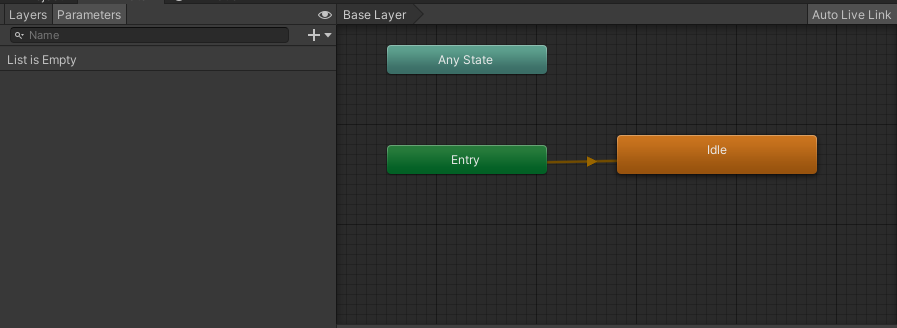 Layers Parameters
Base Layer
Auto Live Link
Name
List is Empty
Any State
Entry
Idle